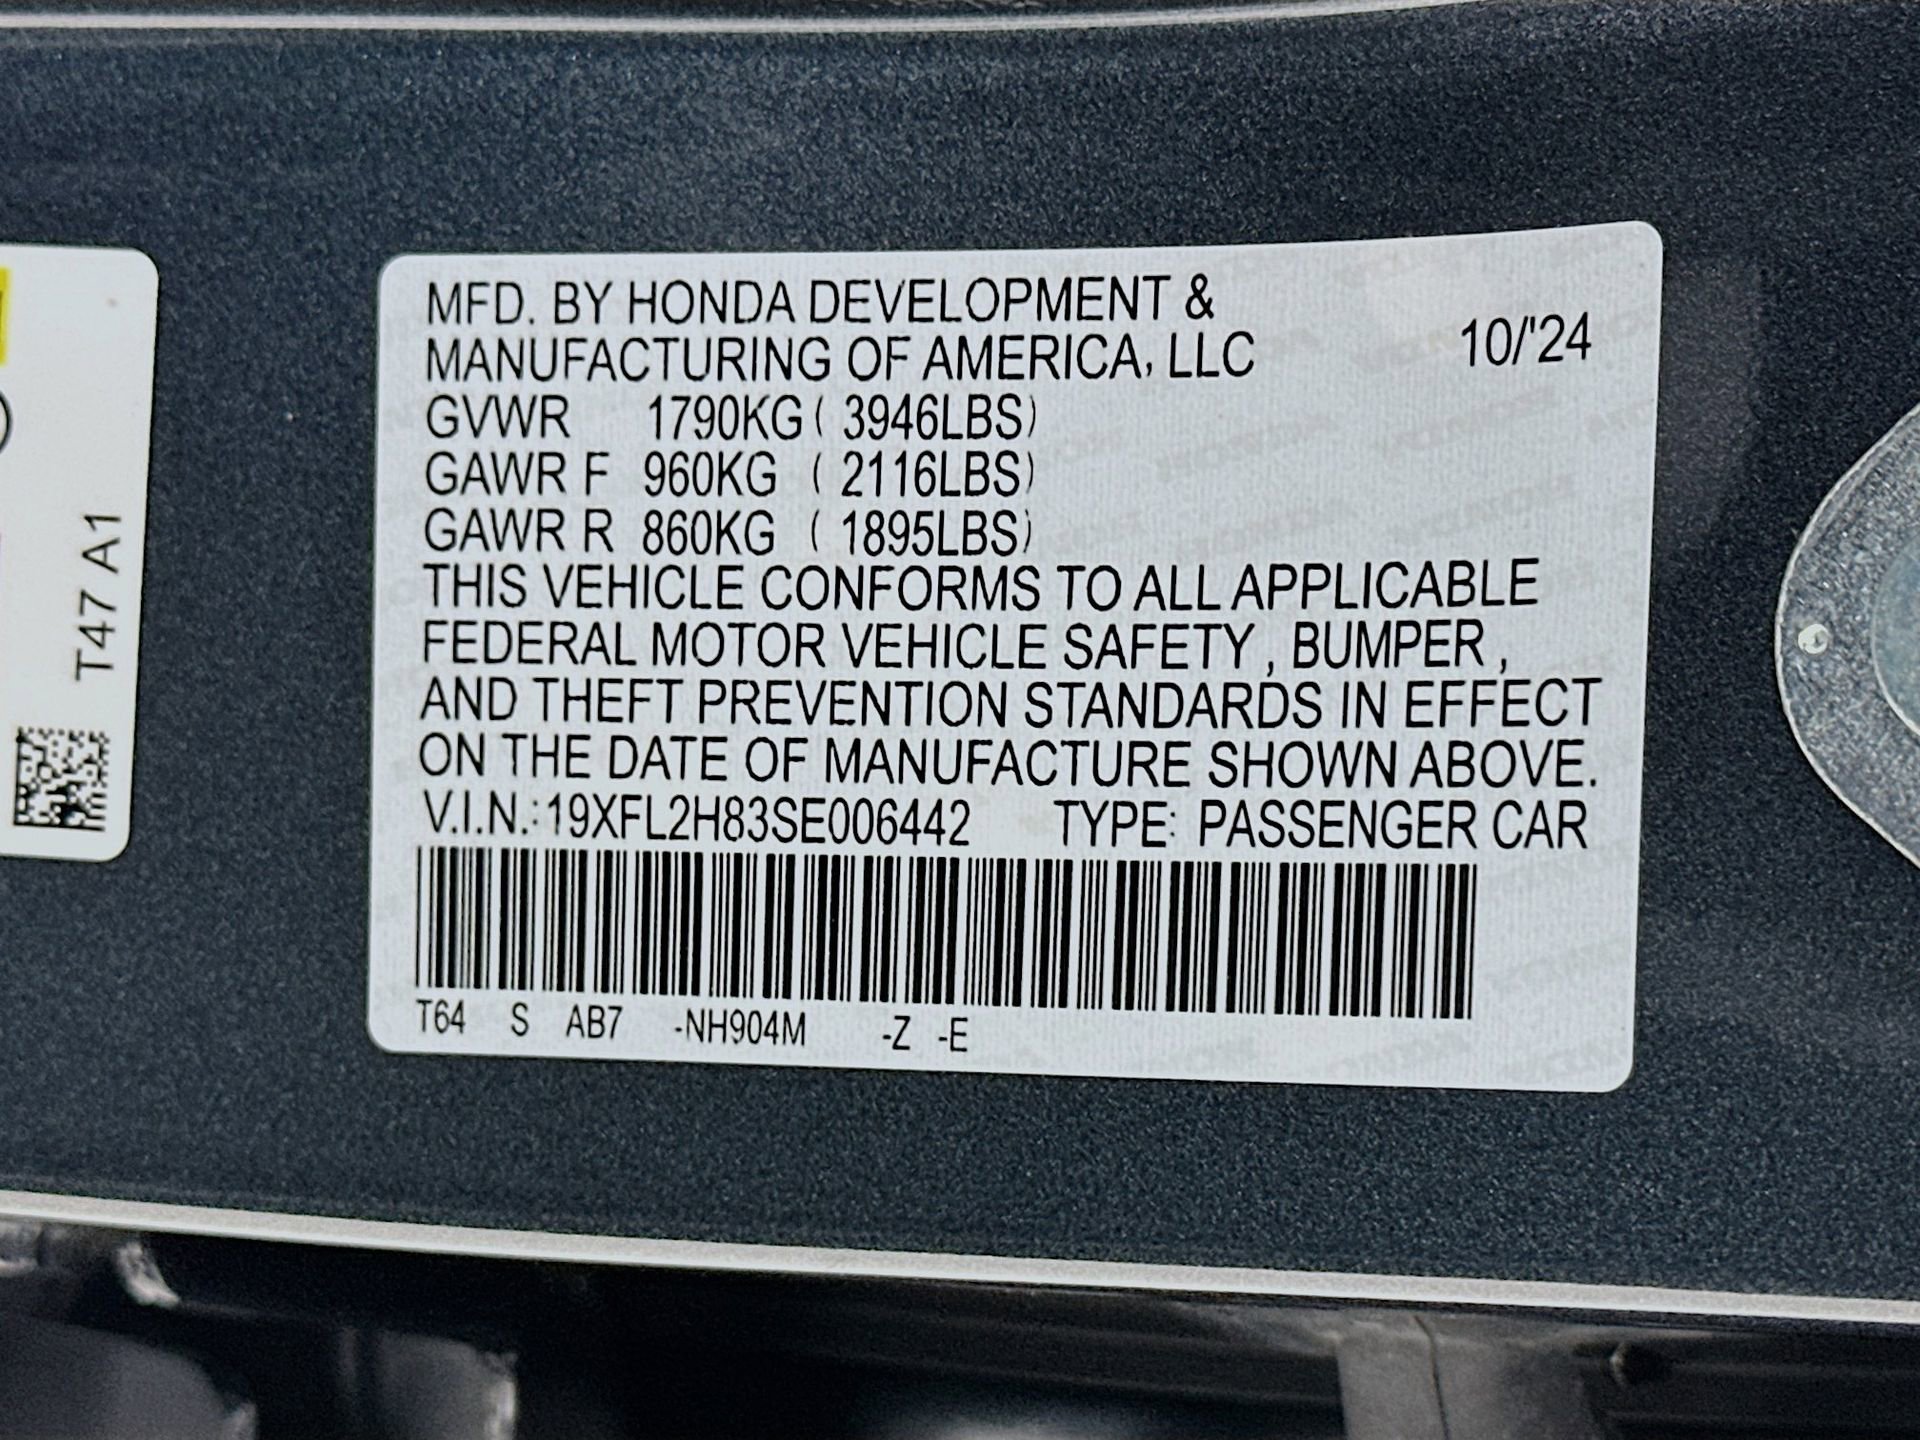 T47 A1
MFD. BY HONDA DEVELOPMENT &
MANUFACTURING OF AMERICA, LLC 10/'24
GVWR 1790KG ( 3946LBS)
GAWR F 960KG ( 2116LBS)
GAWR R 860KG ( 1895LBS)
THIS VEHICLE CONFORMS TO ALL APPLICABLE
FEDERAL MOTOR VEHICLE SAFETY , BUMPER ,
AND THEFT PREVENTION STANDARDS IN EFFECT
ON THE DATE OF MANUFACTURE SHOWN ABOVE.
V.I.N.: 19XFL2H83SE006442 TYPE: PASSENGER CAR
T64 S AB7 -NH904M -Z -E